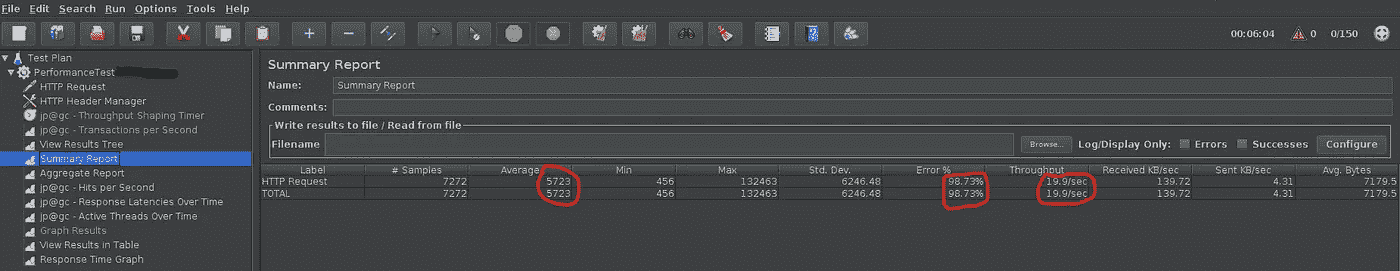 File Edit Search Run Options Tools Help
00:06:04 0 0/150
Test Plan
PerformanceTest
HTTP Request
HTTP Header Manager
jp@gc - Throughput Shaping Timer
jp@gc - Transactions per Second
View Results Tree
Summary Report
Aggregate Report
jp@gc - Hits per Second
jp@gc - Response Latencies Over Time
jp@gc - Active Threads Over Time
Graph Results
View Results in Table
Response Time Graph
Summary Report
Name: Summary Report
Comments:
Write results to file / Read from file
Filename Browse... Log/Display Only: Errors Successes Configure
Label # Samples Average Min Max Std. Dev. Error % Throughput Received KB/sec Sent KB/sec Avg. Bytes
HTTP Request 7272 5723 456 132463 6246.48 98.73% 19.9/sec 139.72 4.31 7179.5
TOTAL 7272 5723 456 132463 6246.48 98.73% 19.9/sec 139.72 4.31 7179.5